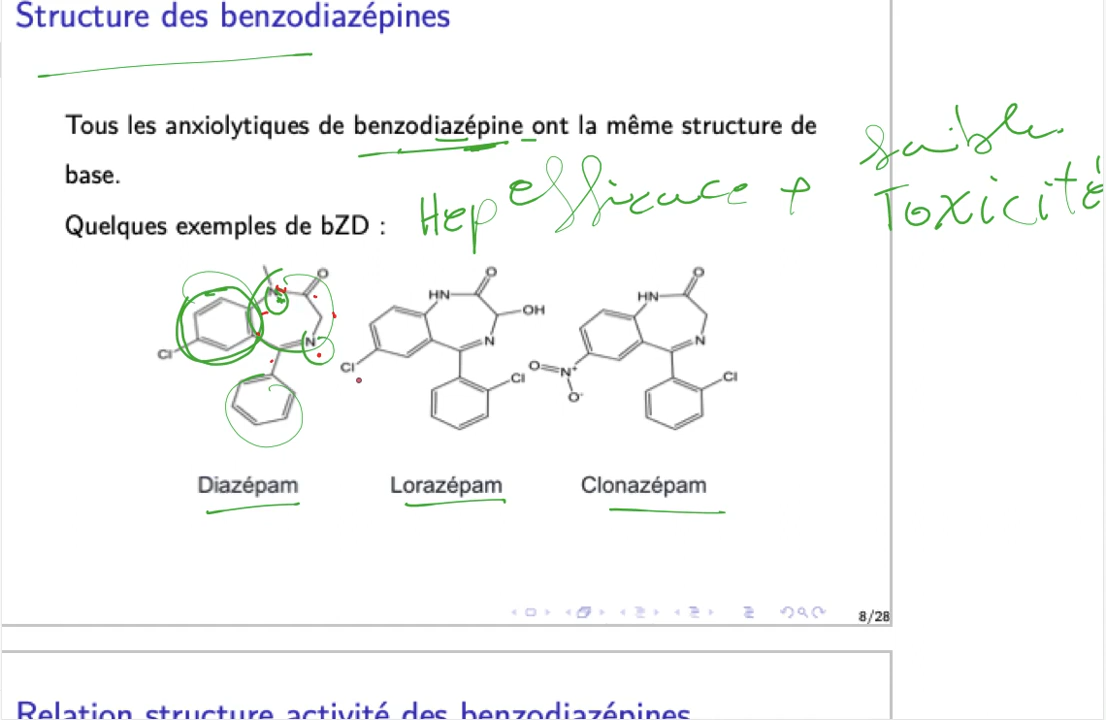 Structure des benzodiazépines
Tous les anxiolytiques de benzodiazépine ont la même structure de
base.
Hep efficace + faible
Toxicité
Quelques exemples de bZD :
N
O
N
Cl
HN
O
OH
N
Cl
Cl
HN
O
N
O
N+
O-
Cl
Diazépam
Lorazépam
Clonazépam
8/28
Relation structure activité des benzodiazépines